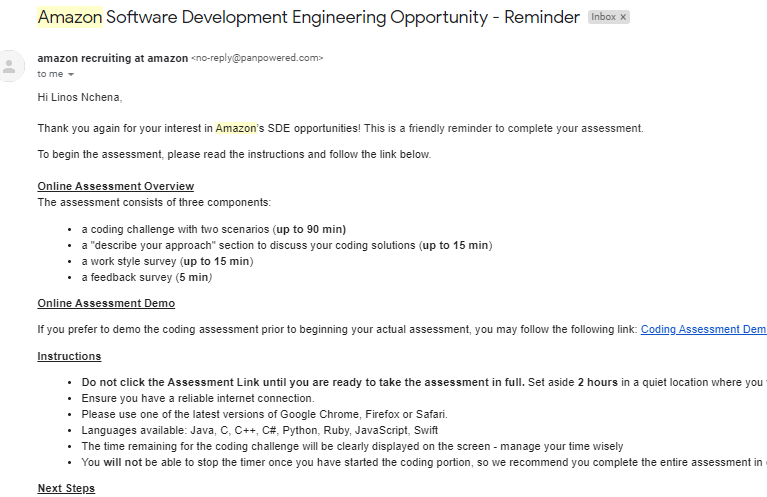 Amazon Software Development Engineering Opportunity - Reminder Inbox x
amazon recruiting at amazon <no-reply@panpowered.com>
to me
Hi Linos Nchena,
Thank you again for your interest in Amazon's SDE opportunities! This is a friendly reminder to complete your assessment.
To begin the assessment, please read the instructions and follow the link below.
Online Assessment Overview
The assessment consists of three components:
• a coding challenge with two scenarios (up to 90 min)
• a "describe your approach" section to discuss your coding solutions (up to 15 min)
• a work style survey (up to 15 min)
• a feedback survey (5 min)
Online Assessment Demo
If you prefer to demo the coding assessment prior to beginning your actual assessment, you may follow the following link: Coding Assessment Dem
Instructions
• Do not click the Assessment Link until you are ready to take the assessment in full. Set aside 2 hours in a quiet location where you
• Ensure you have a reliable internet connection.
• Please use one of the latest versions of Google Chrome, Firefox or Safari.
• Languages available: Java, C, C++, C#, Python, Ruby, JavaScript, Swift
• The time remaining for the coding challenge will be clearly displayed on the screen - manage your time wisely
• You will not be able to stop the timer once you have started the coding portion, so we recommend you complete the entire assessment in
Next Steps